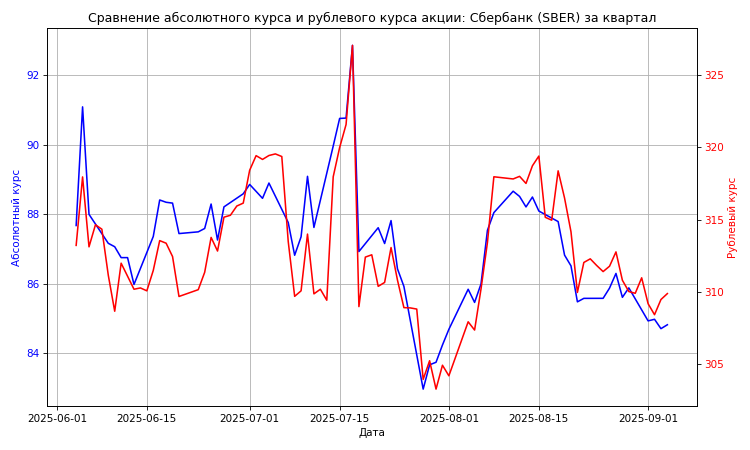 Сравнение абсолютного курса и рублевого курса акции: Сбербанк (SBER) за квартал
92
90
88
86
84
Абсолютный курс
325
320
315
310
305
Рублевый курс
2025-06-01 2025-06-15 2025-07-01 2025-07-15 2025-08-01 2025-08-15 2025-09-01
Дата